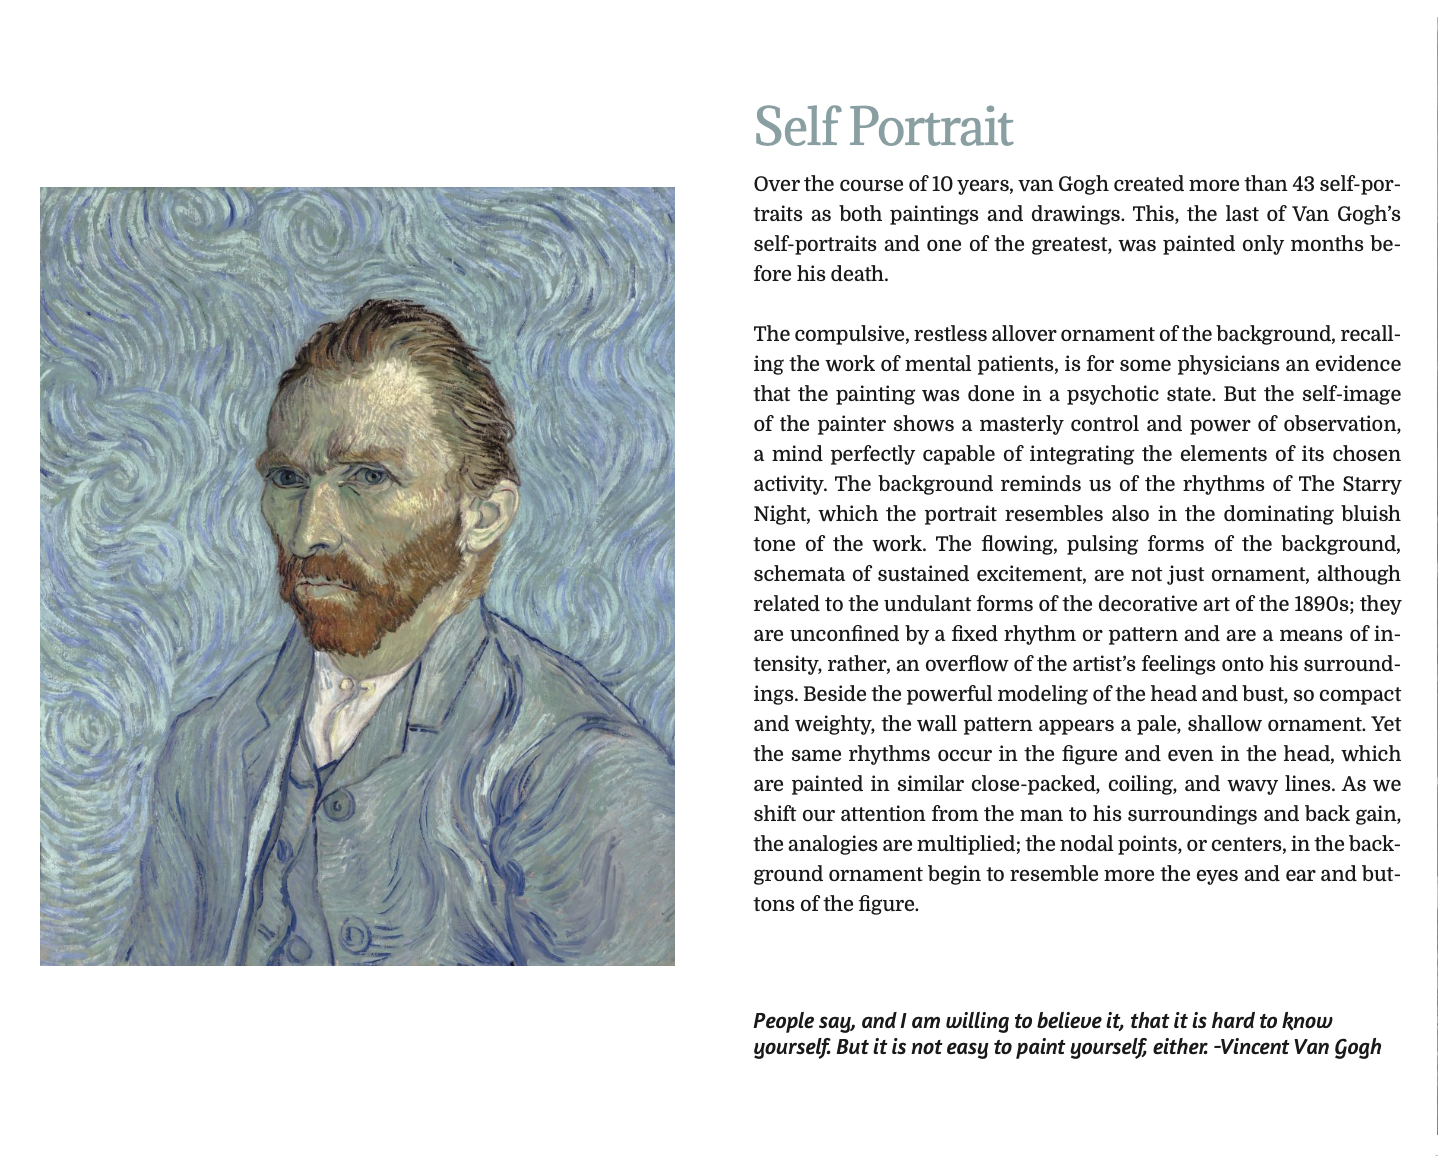 Self Portrait
Over the course of 10 years, van Gogh created more than 43 self-por-
traits as both paintings and drawings. This, the last of Van Gogh's
self-portraits and one of the greatest, was painted only months be-
fore his death.
The compulsive, restless allover ornament of the background, recall-
ing the work of mental patients, is for some physicians an evidence
that the painting was done in a psychotic state. But the self-image
of the painter shows a masterly control and power of observation,
a mind perfectly capable of integrating the elements of its chosen
activity. The background reminds us of the rhythms of The Starry
Night, which the portrait resembles also in the dominating bluish
tone of the work. The flowing, pulsing forms of the background,
schemata of sustained excitement, are not just ornament, although
related to the undulant forms of the decorative art of the 1890s; they
are unconfined by a fixed rhythm or pattern and are a means of in-
tensity, rather, an overflow of the artist's feelings onto his surround-
ings. Beside the powerful modeling of the head and bust, so compact
and weighty, the wall pattern appears a pale, shallow ornament. Yet
the same rhythms occur in the figure and even in the head, which
are painted in similar close-packed, coiling, and wavy lines. As we
shift our attention from the man to his surroundings and back gain,
the analogies are multiplied; the nodal points, or centers, in the back-
ground ornament begin to resemble more the eyes and ear and but-
tons of the figure.
People say, and I am willing to believe it, that it is hard to know
yourself. But it is not easy to paint yourself, either. -Vincent Van Gogh